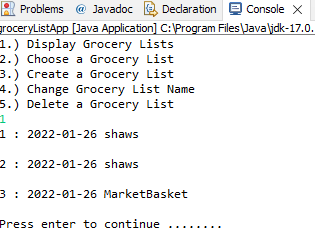 Problems @ Javadoc Declaration Console
groceryListApp [Java Application] C:\Program Files\Java\jdk-17.0.
1.) Display Grocery Lists
2.) Choose a Grocery List
3.) Create a Grocery List
4.) Change Grocery List Name
5.) Delete a Grocery List
1
1 : 2022-01-26 shaws
2 : 2022-01-26 shaws
3 : 2022-01-26 MarketBasket
Press enter to continue ........